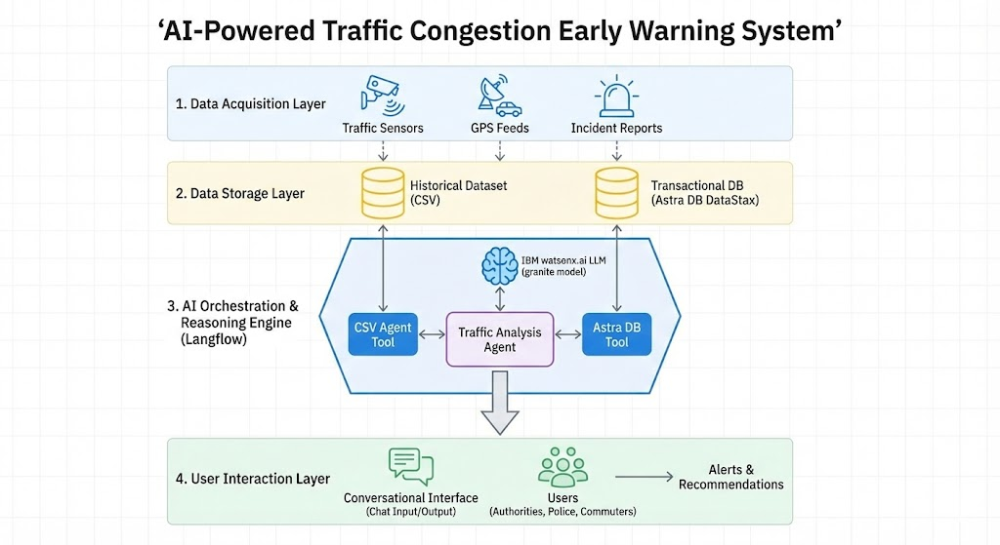 ‘AI-Powered Traffic Congestion Early Warning System’
1. Data Acquisition Layer
Traffic Sensors
GPS Feeds
Incident Reports
2. Data Storage Layer
Historical Dataset
(CSV)
Transactional DB
(Astra DB DataStax)
3. AI Orchestration &
Reasoning Engine
(Langflow)
IBM watsenx.ai LLM
(granite model)
CSV Agent
Tool
Traffic Analysis
Agent
Astra DB
Tool
4. User Interaction Layer
Conversational Interface
(Chat Input/Output)
Users
(Authorities, Police, Commuters)
Alerts &
Recommendations